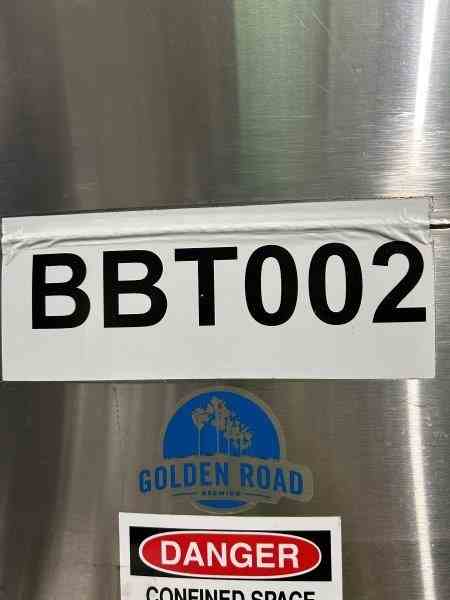 BBT002
GOLDEN ROAD
BREWING
DANGER
CONFINED SPACE